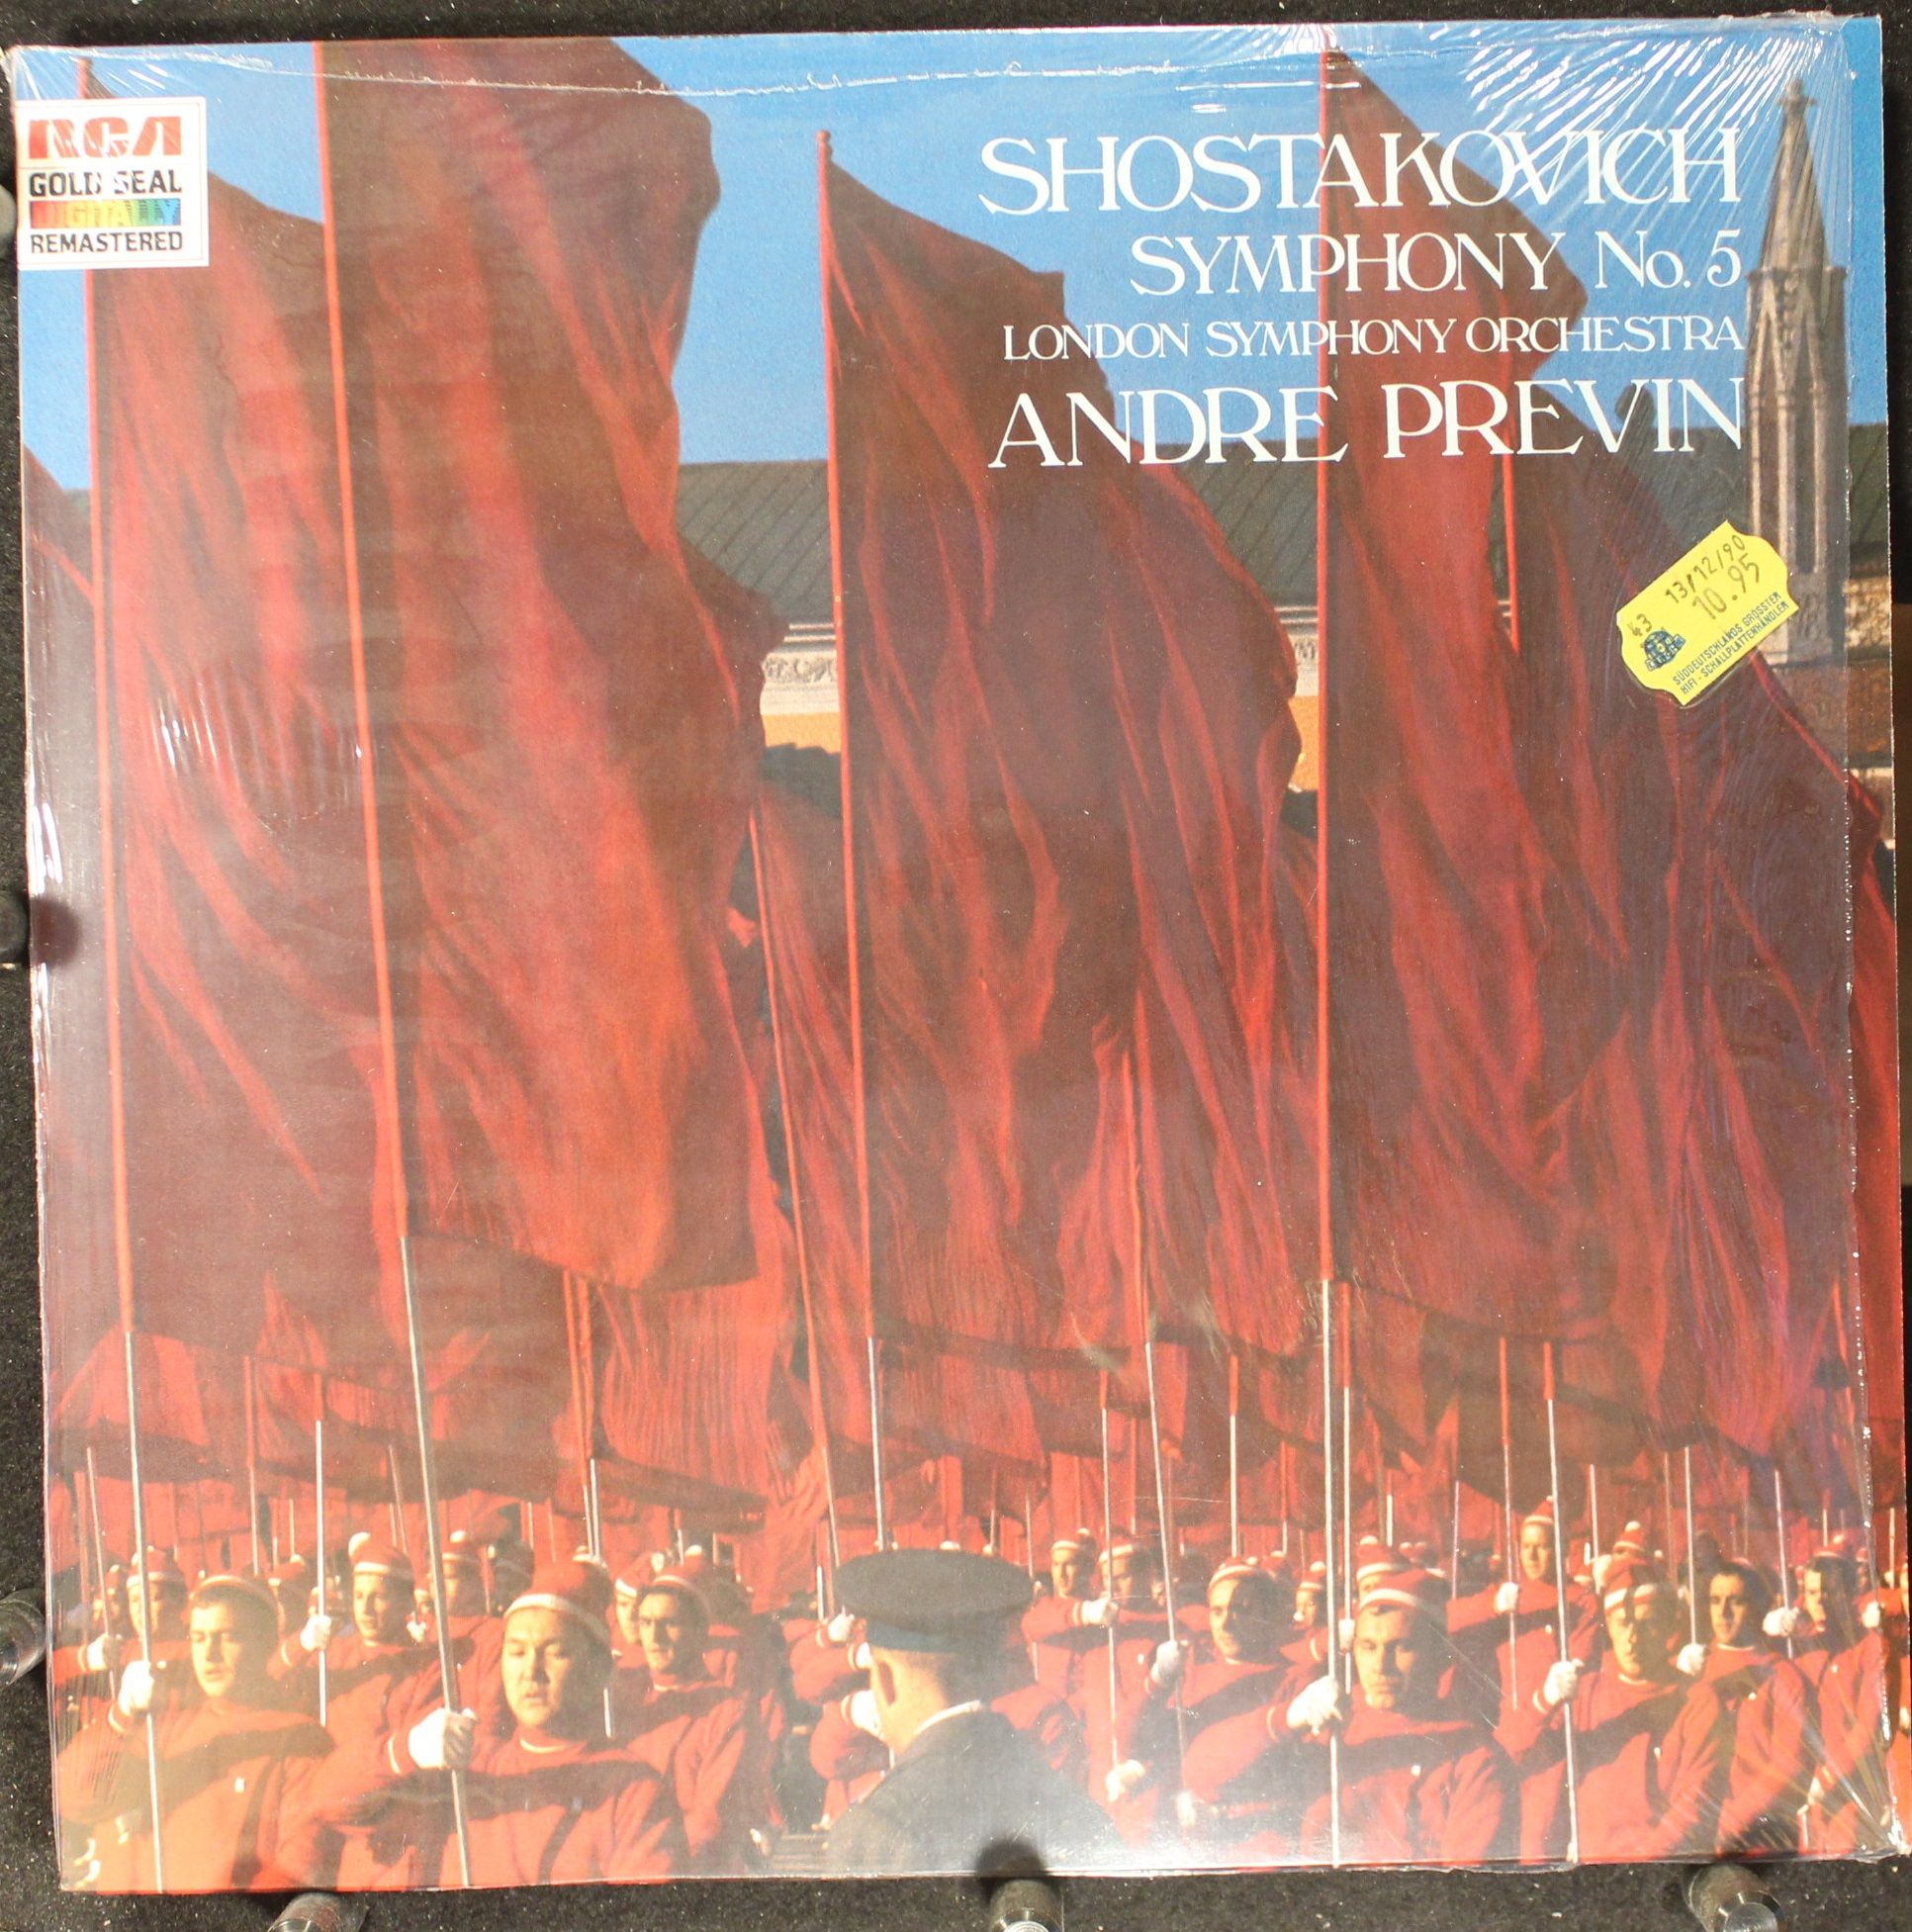 RCA
GOLD SEAL
DIGITALLY
REMASTERED
SHOSTAKOVICH
SYMPHONY No. 5
LONDON SYMPHONY ORCHESTRA
ANDRE PREVIN
43 13/12/90
10.95
SÜDDEUTSCHLANDS GRÖSSTER
HIFI - SCHALLPLATTENHÄNDLER